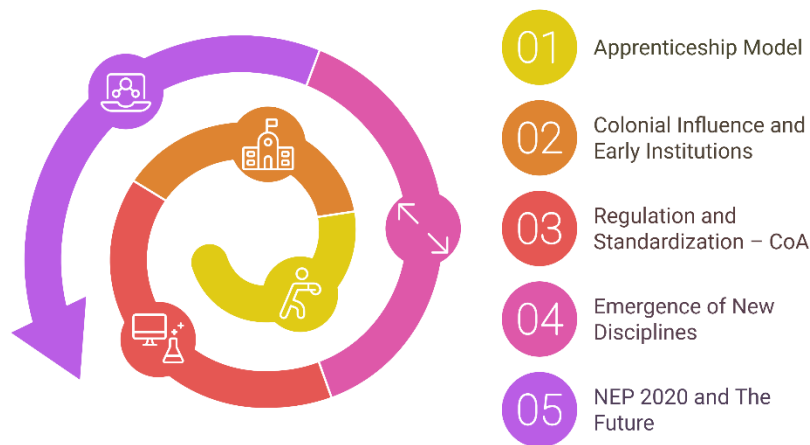 01
Apprenticeship Model
02
Colonial Influence and
Early Institutions
03
Regulation and
Standardization – CoA
04
Emergence of New
Disciplines
05
NEP 2020 and The
Future